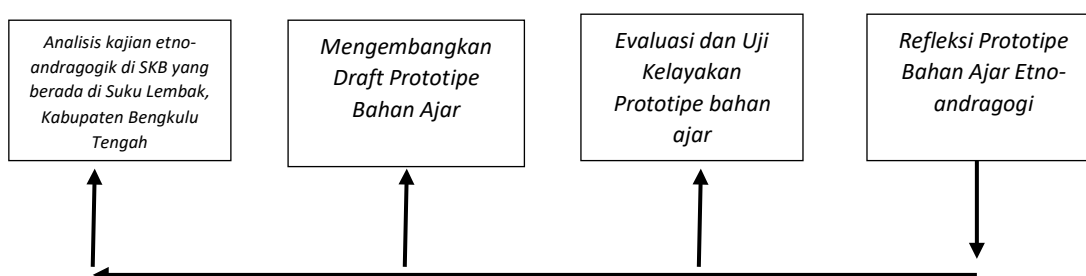 Analisis kajian etno-
andragogik di SKB yang
berada di Suku Lembak,
Kabupaten Bengkulu
Tengah
Mengembangkan
Draft Prototipe
Bahan Ajar
Evaluasi dan Uji
Kelayakan
Prototipe bahan
ajar
Refleksi Prototipe
Bahan Ajar Etno-
andragogi